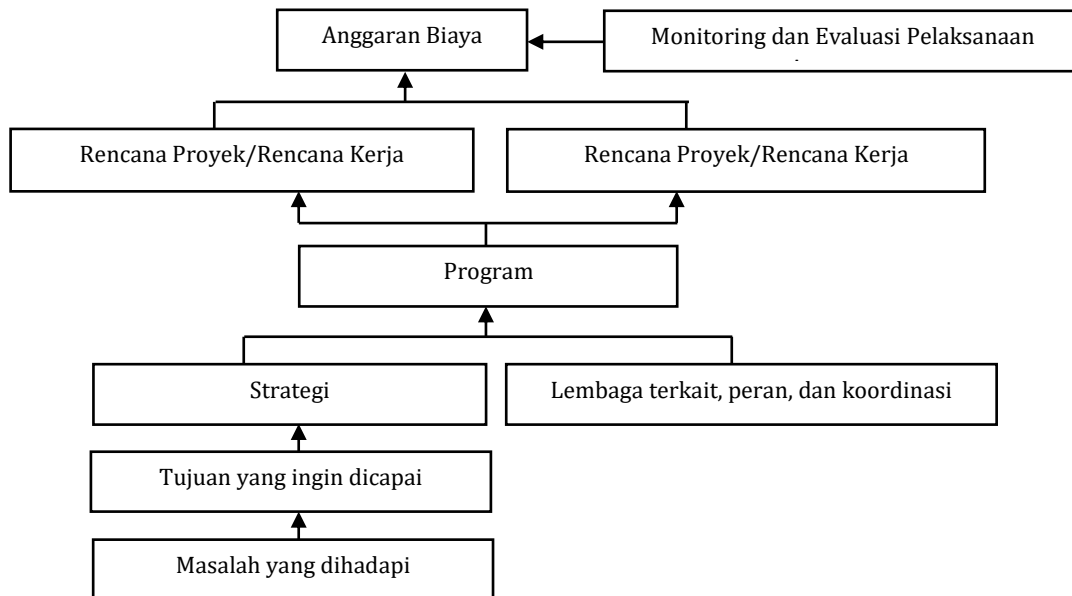 Anggaran Biaya
Monitoring dan Evaluasi Pelaksanaan
Rencana Proyek/Rencana Kerja
Rencana Proyek/Rencana Kerja
Program
Strategi
Lembaga terkait, peran, dan koordinasi
Tujuan yang ingin dicapai
Masalah yang dihadapi